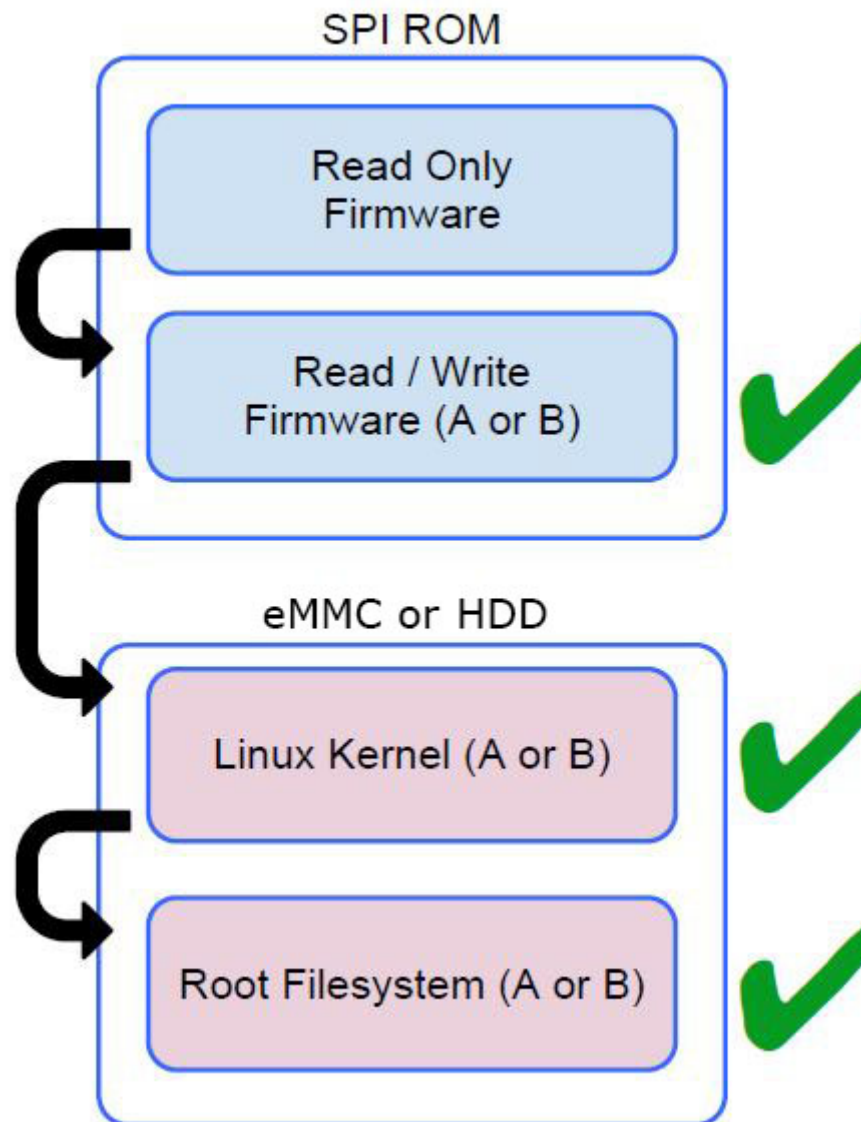 SPI ROM
Read Only
Firmware
Read / Write
Firmware (A or B)
eMMC or HDD
Linux Kernel (A or B)
Root Filesystem (A or B)